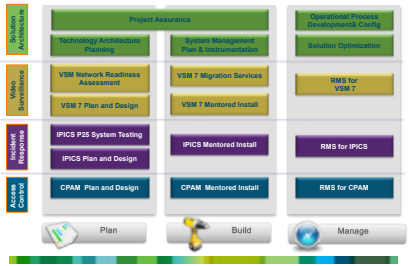 Solution
Architecture
Project Assurance
Operational Process
Development& Config
Technology Architecture
Planning
System Management
Plan & Instrumentation
Solution Optimization
Video
Surveillance
VSM Network Readiness
Assessment
VSM 7 Migration Services
RMS for
VSM 7
VSM 7 Plan and Design
VSM 7 Mentored Install
Incident
Response
IPICS P25 System Testing
IPICS Mentored Install
RMS for IPICS
IPICS Plan and Design
Access
Control
CPAM Plan and Design
CPAM Mentored Install
RMS for CPAM
Plan
Build
Manage